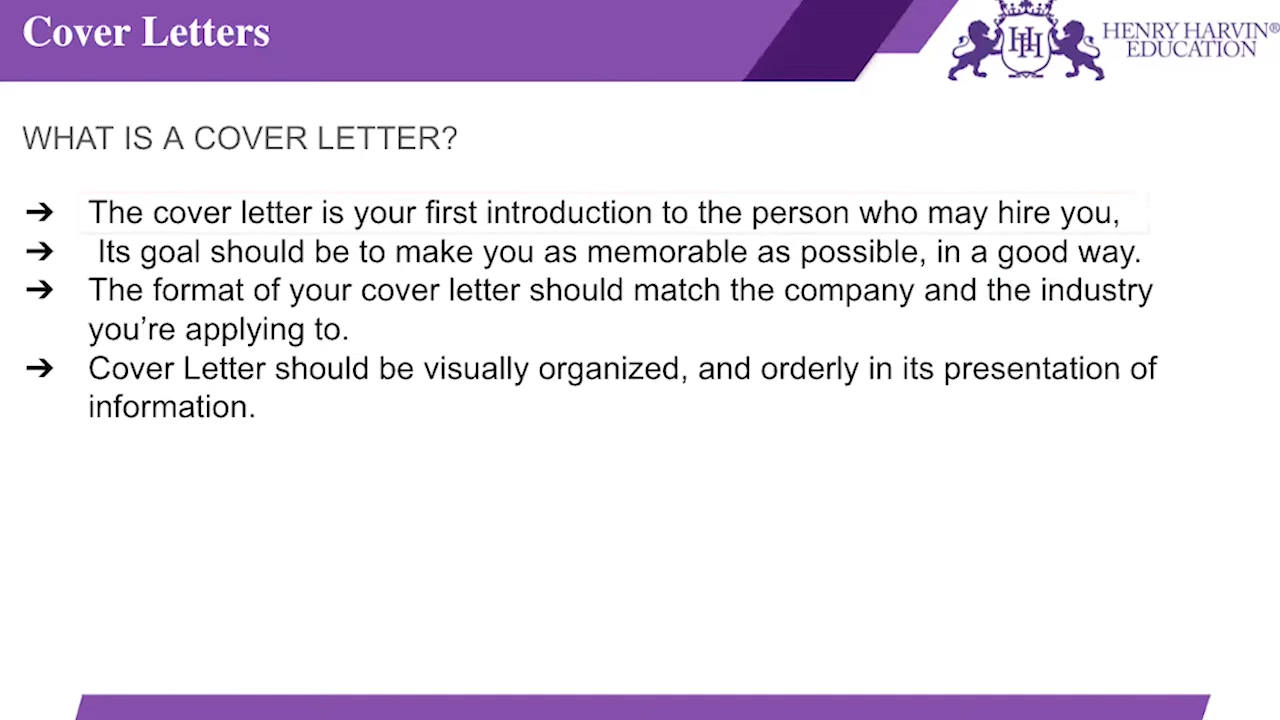 Cover Letters
HENRY HARVIN®
EDUCATION
WHAT IS A COVER LETTER?
➔ The cover letter is your first introduction to the person who may hire you,
➔ Its goal should be to make you as memorable as possible, in a good way.
➔ The format of your cover letter should match the company and the industry
you’re applying to.
➔ Cover Letter should be visually organized, and orderly in its presentation of
information.